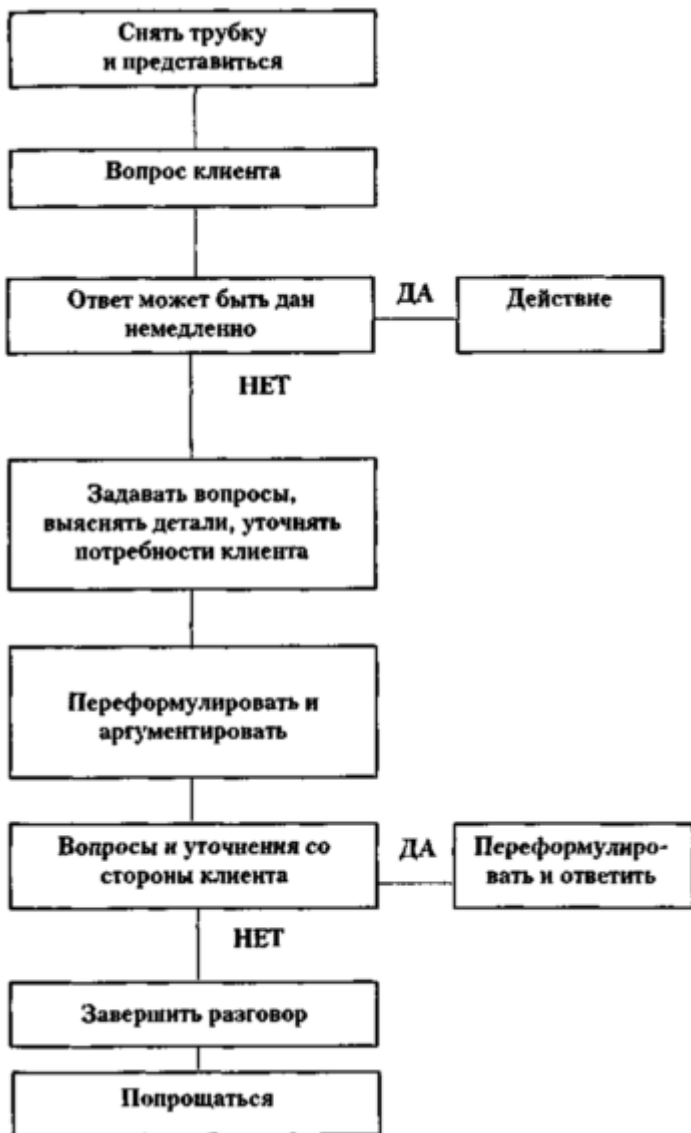 Снять трубку
и представиться
Вопрос клиента
Ответ может быть дан
немедленно
ДА
Действие
НЕТ
Задавать вопросы,
выяснять детали, уточнять
потребности клиента
Переформулировать и
аргументировать
Вопросы и уточнения со
стороны клиента
ДА
Переформулиро-
вать и ответить
НЕТ
Завершить разговор
Попрощаться